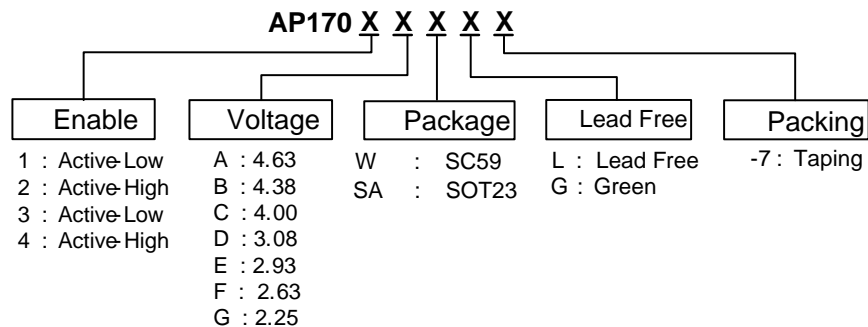 AP170 X X X X X
Enable Voltage Package Lead Free Packing
1 : Active-Low A : 4.63 W : SC59 L : Lead Free -7 : Taping
2 : Active-High B : 4.38 SA : SOT23 G : Green
3 : Active-Low C : 4.00
4 : Active-High D : 3.08
E : 2.93
F : 2.63
G : 2.25